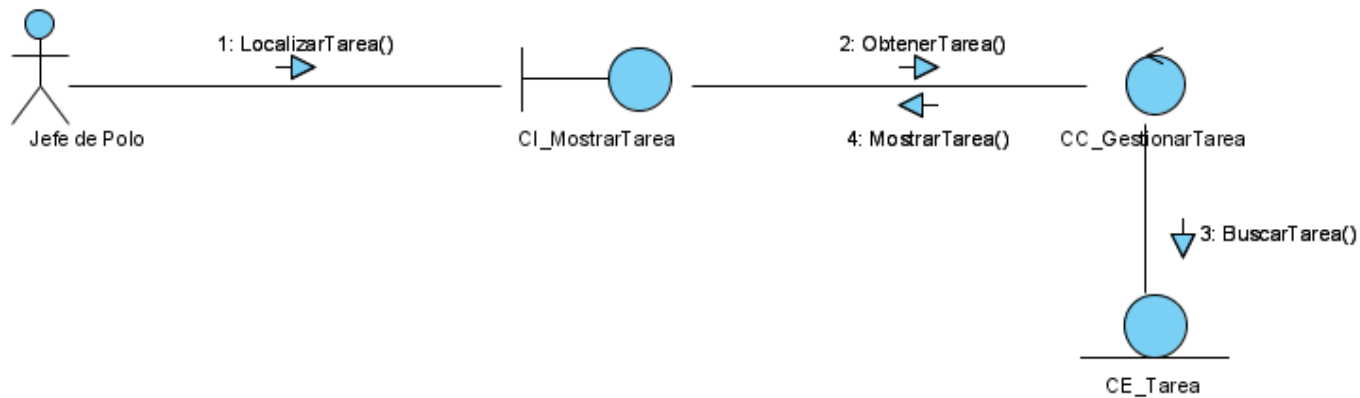 1: LocalizarTarea()
2: ObtenerTarea()
Jefe de Polo
CI_MostrarTarea
4: MostrarTarea()
CC_GestionarTarea
3: BuscarTarea()
CE_Tarea